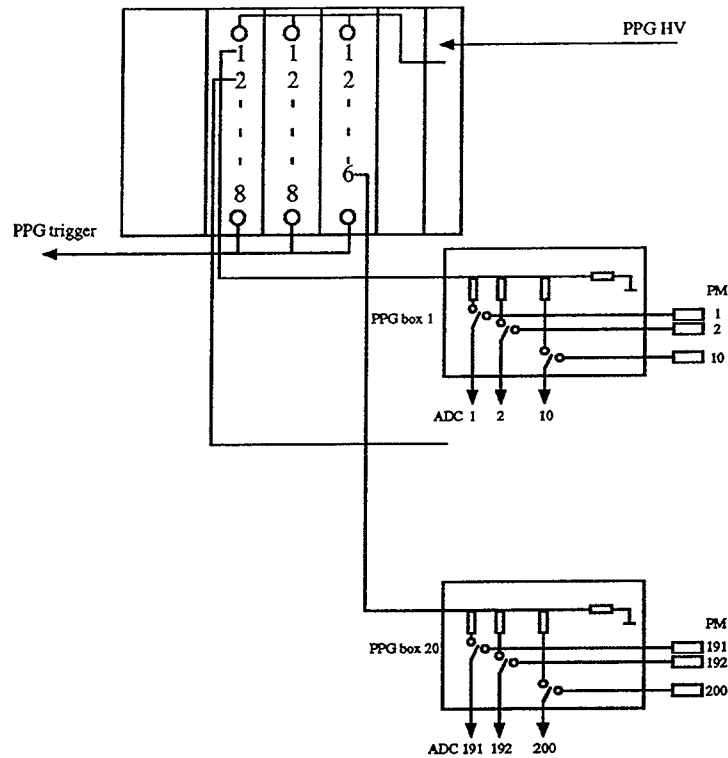 PPG HV
1 1 1
2 2 2
6
8 8
PPG trigger
PM
PPG box 1
1
2
10
ADC 1 2 10
PM
PPG box 20
191
192
200
ADC 191 192 200